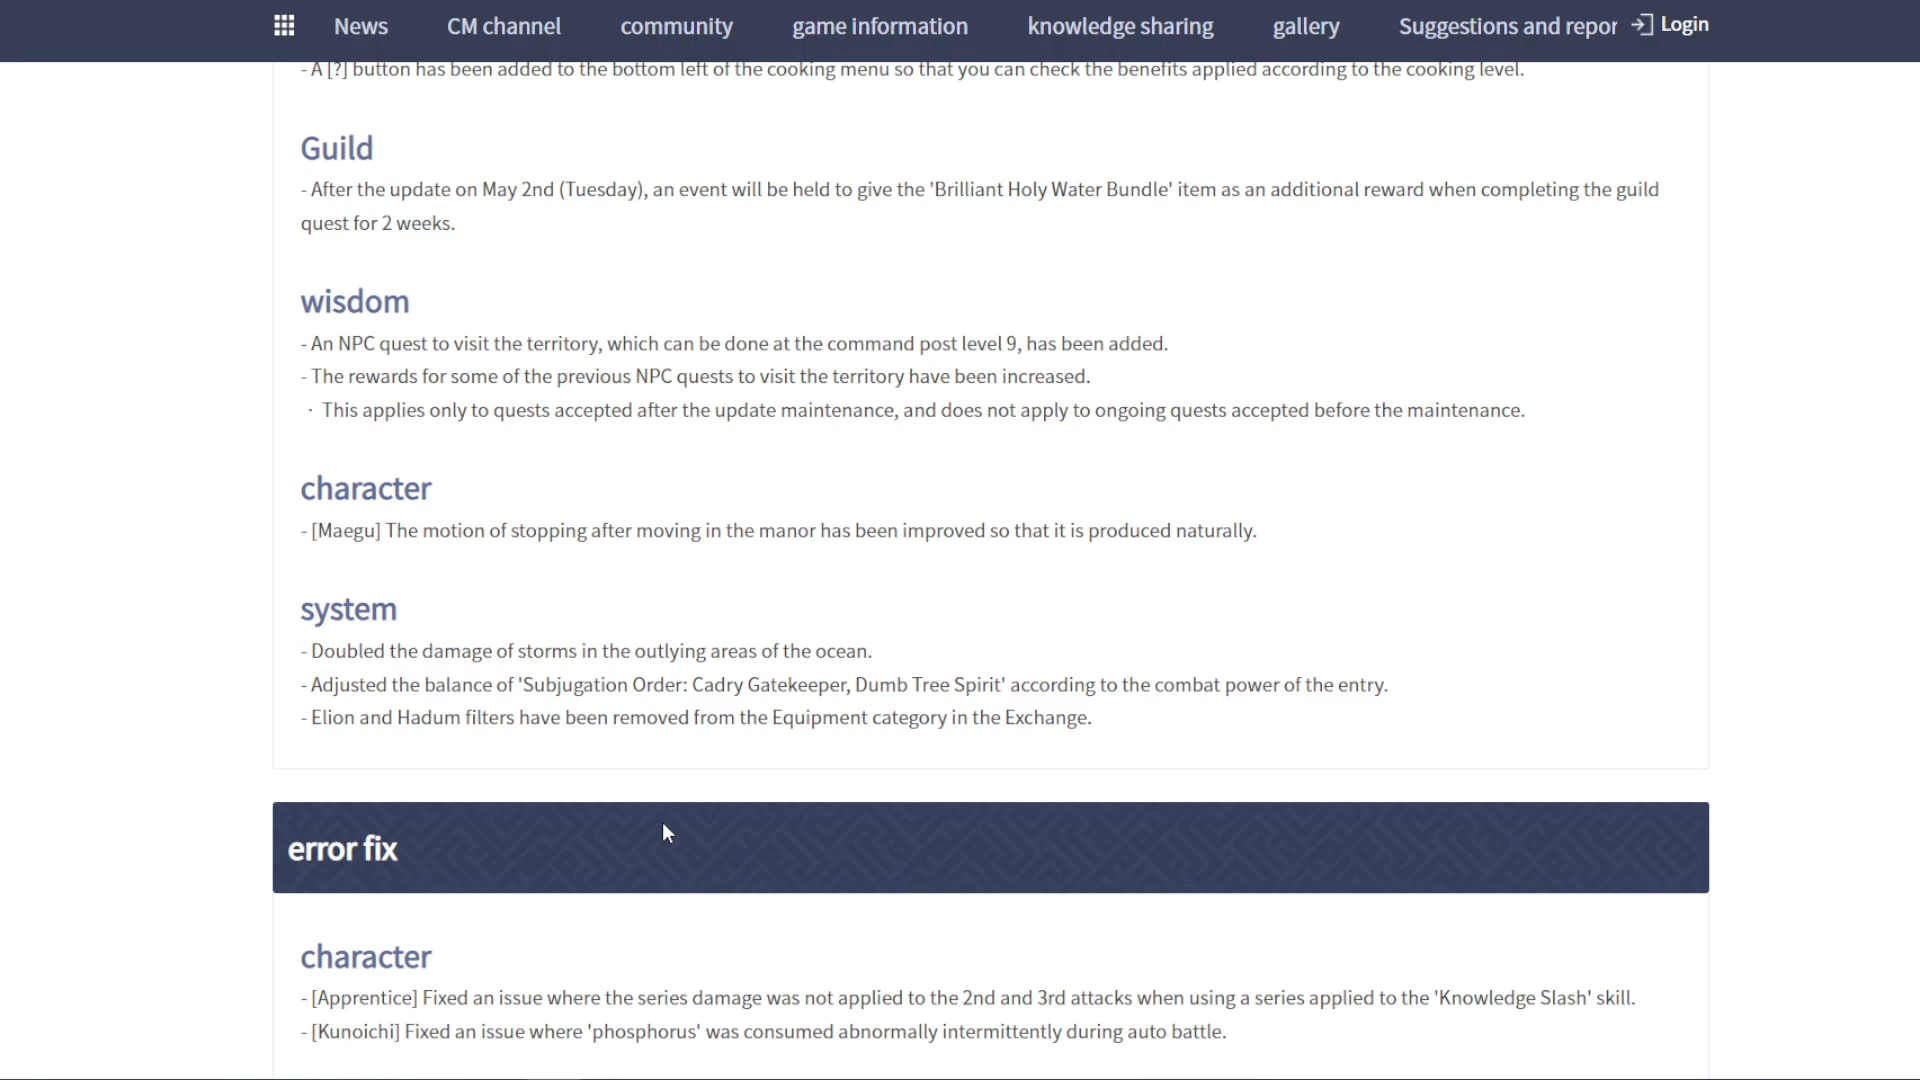 News CM channel community game information knowledge sharing gallery Suggestions and repor Login
- A [?] button has been added to the bottom left of the cooking menu so that you can check the benefits applied according to the cooking level.
Guild
- After the update on May 2nd (Tuesday), an event will be held to give the 'Brilliant Holy Water Bundle' item as an additional reward when completing the guild
quest for 2 weeks.
wisdom
- An NPC quest to visit the territory, which can be done at the command post level 9, has been added.
- The rewards for some of the previous NPC quests to visit the territory have been increased.
· This applies only to quests accepted after the update maintenance, and does not apply to ongoing quests accepted before the maintenance.
character
- [Maegu] The motion of stopping after moving in the manor has been improved so that it is produced naturally.
system
- Doubled the damage of storms in the outlying areas of the ocean.
- Adjusted the balance of 'Subjugation Order: Cadry Gatekeeper, Dumb Tree Spirit' according to the combat power of the entry.
- Elion and Hadum filters have been removed from the Equipment category in the Exchange.
error fix
character
- [Apprentice] Fixed an issue where the series damage was not applied to the 2nd and 3rd attacks when using a series applied to the 'Knowledge Slash' skill.
- [Kunoichi] Fixed an issue where 'phosphorus' was consumed abnormally intermittently during auto battle.